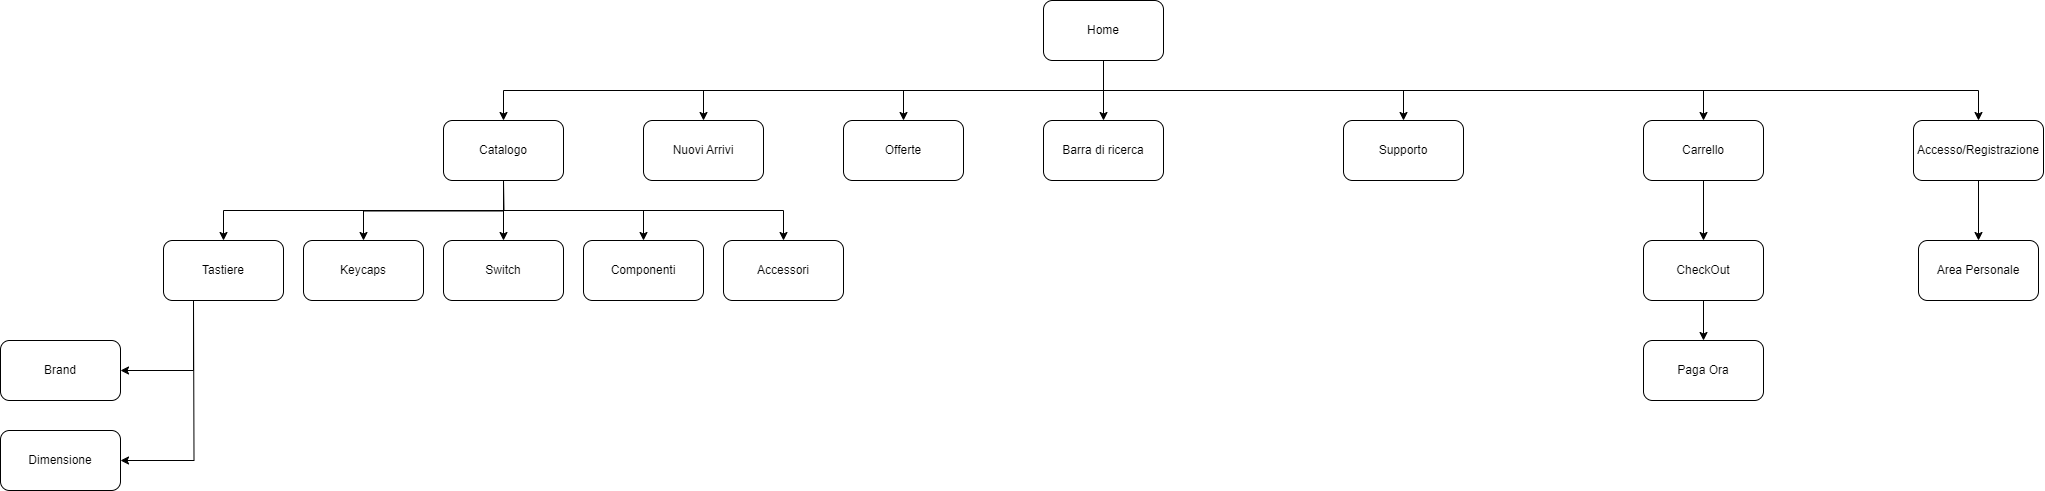 Home
Catalogo
Nuovi Arrivi
Offerte
Barra di ricerca
Supporto
Carrello
Accesso/Registrazione
Tastiere
Keycaps
Switch
Componenti
Accessori
CheckOut
Area Personale
Brand
Paga Ora
Dimensione